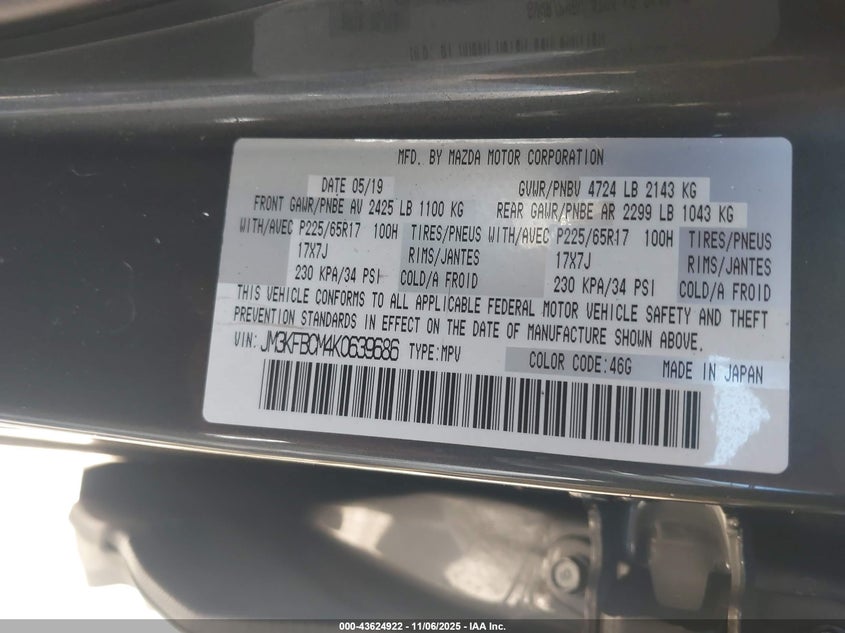 MFD. BY MAZDA MOTOR CORPORATION
DATE 05/19 GVWR/PNBV 4724 LB 2143 KG
FRONT GAWR/PNBE AV 2425 LB 1100 KG REAR GAWR/PNBE AR 2299 LB 1043 KG
WITH/AVEC P225/65R17 100H TIRES/PNEUS WITH/AVEC P225/65R17 100H TIRES/PNEUS
17X7J RIMS/JANTES 17X7J RIMS/JANTES
230 KPA/34 PSI COLD/A FROID 230 KPA/34 PSI COLD/A FROID
THIS VEHICLE CONFORMS TO ALL APPLICABLE FEDERAL MOTOR VEHICLE SAFETY AND THEFT
PREVENTION STANDARDS IN EFFECT ON THE DATE OF MANUFACTURE SHOWN ABOVE.
VIN: JM3KFBCM4K0639686 TYPE:MPV COLOR CODE:46G MADE IN JAPAN
000-43624922 - 11/06/2025 - IAA Inc.